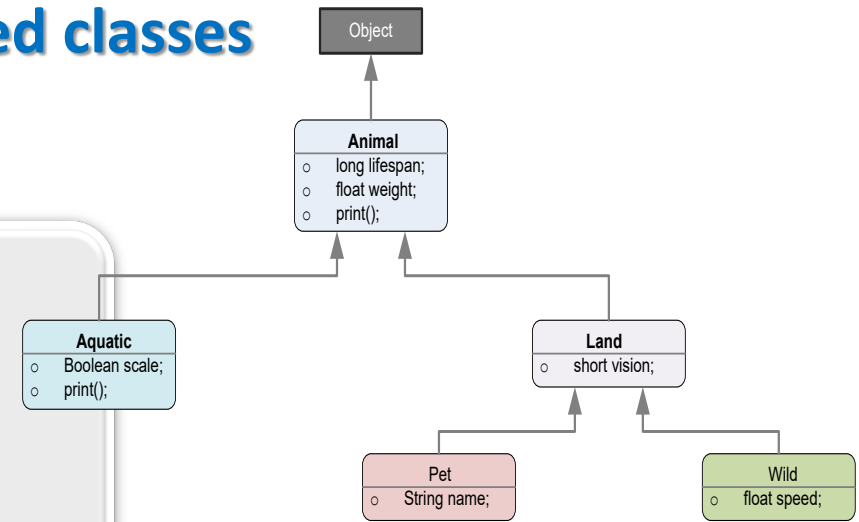 ed classes
Object
Animal
○ long lifespan;
○ float weight;
○ print();
Aquatic
○ Boolean scale;
○ print();
Land
○ short vision;
Pet
○ String name;
Wild
○ float speed;